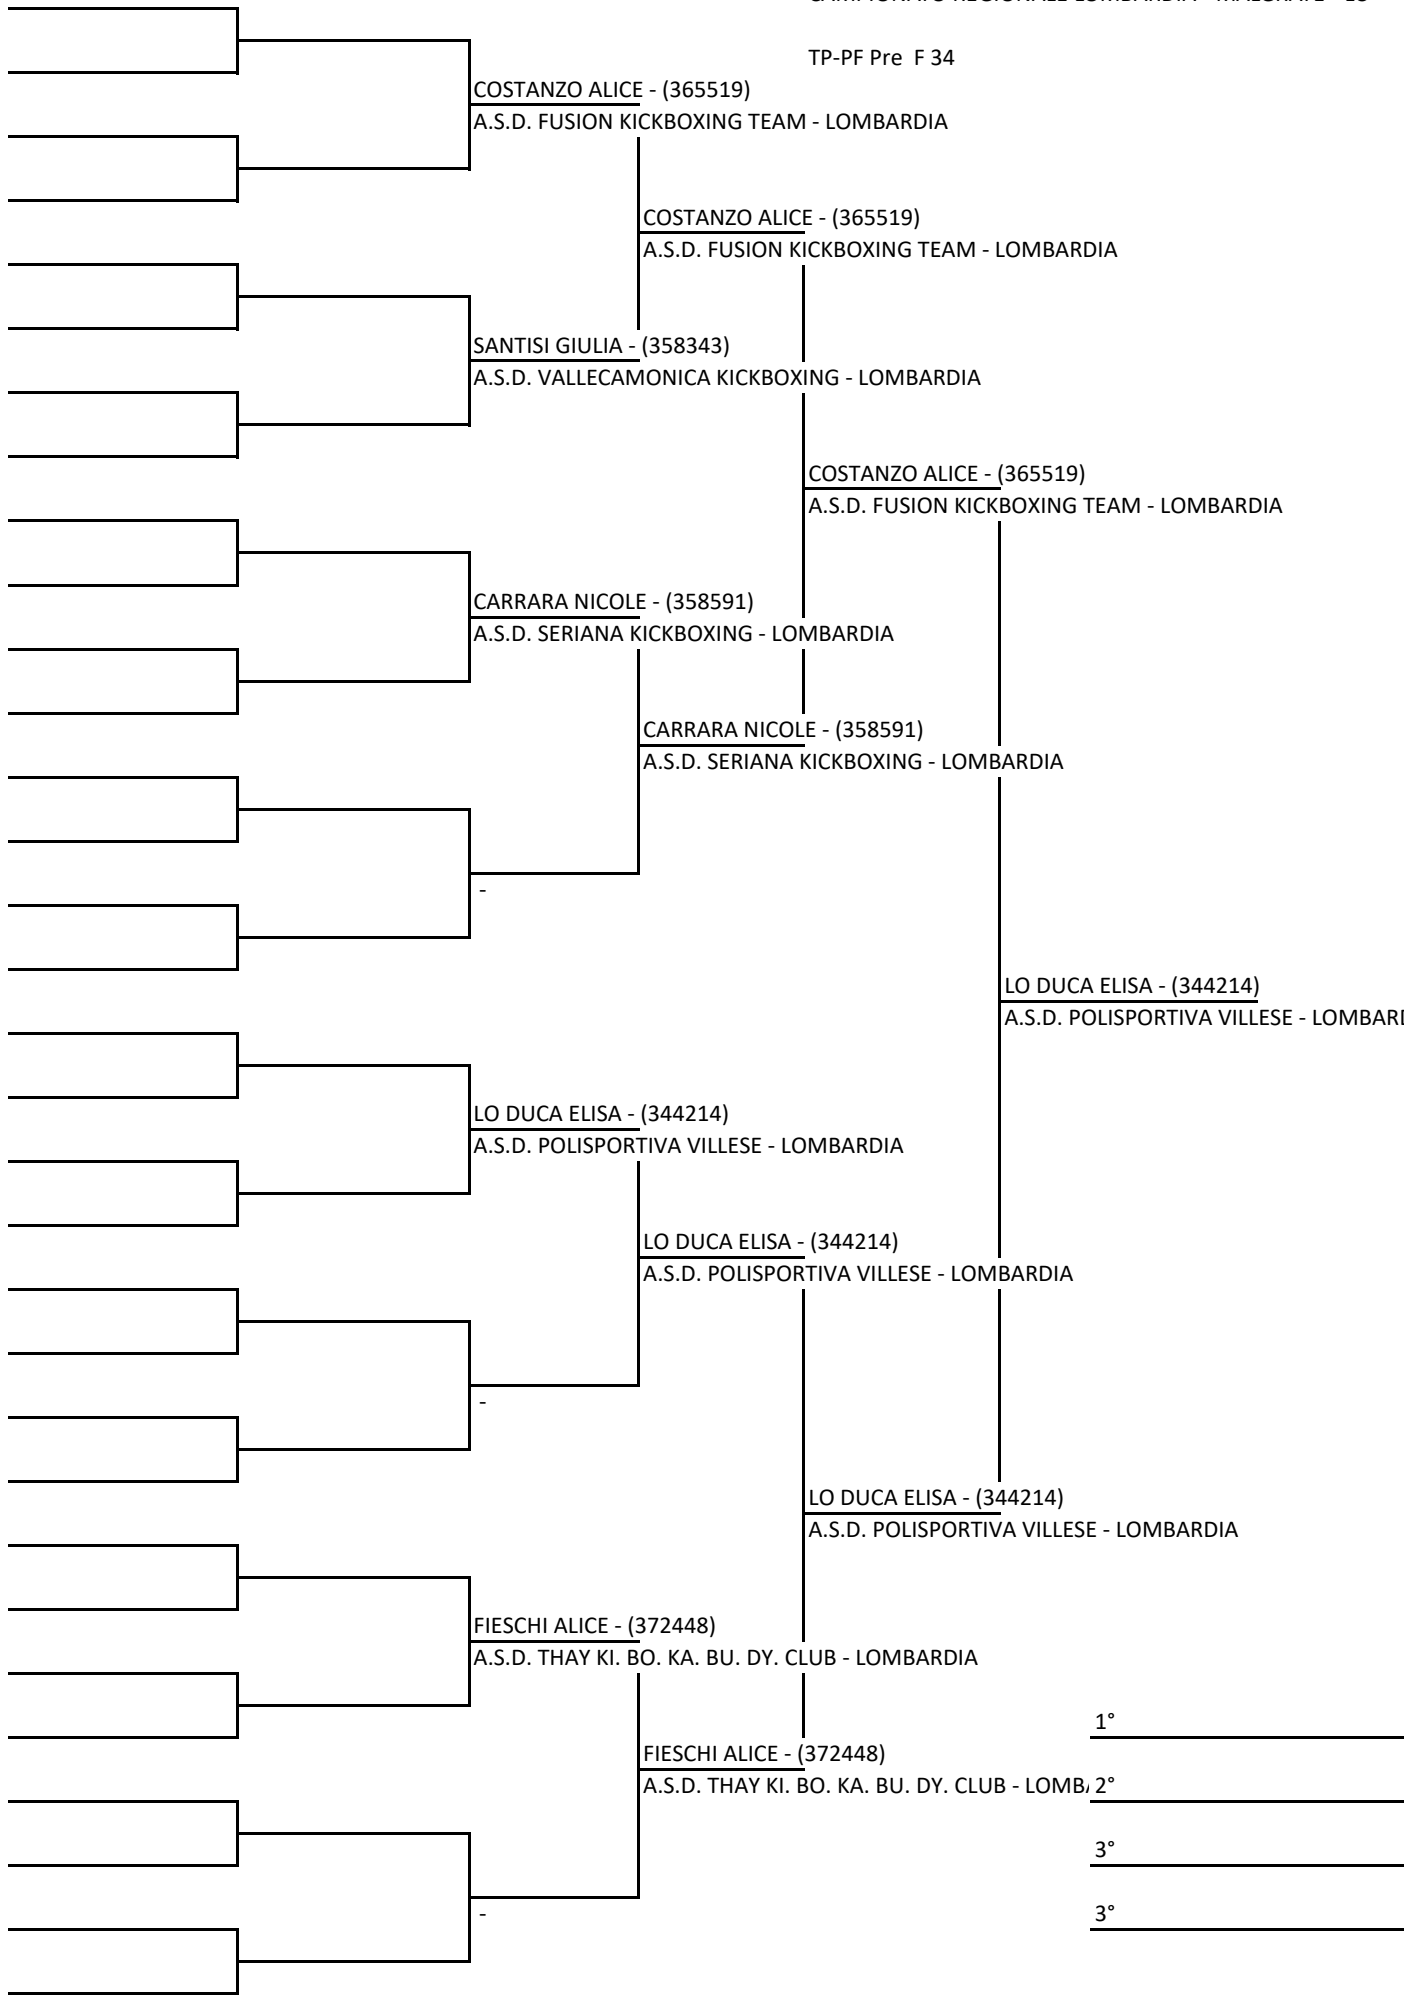 TP-PF Pre F 34
COSTANZO ALICE - (365519)
A.S.D. FUSION KICKBOXING TEAM - LOMBARDIA
COSTANZO ALICE - (365519)
A.S.D. FUSION KICKBOXING TEAM - LOMBARDIA
SANTISI GIULIA - (358343)
A.S.D. VALLECAMONICA KICKBOXING - LOMBARDIA
COSTANZO ALICE - (365519)
A.S.D. FUSION KICKBOXING TEAM - LOMBARDIA
CARRARA NICOLE - (358591)
A.S.D. SERIANA KICKBOXING - LOMBARDIA
CARRARA NICOLE - (358591)
A.S.D. SERIANA KICKBOXING - LOMBARDIA
-
LO DUCA ELISA - (344214)
A.S.D. POLISPORTIVA VILLESE - LOMBARD
LO DUCA ELISA - (344214)
A.S.D. POLISPORTIVA VILLESE - LOMBARDIA
LO DUCA ELISA - (344214)
A.S.D. POLISPORTIVA VILLESE - LOMBARDIA
-
LO DUCA ELISA - (344214)
A.S.D. POLISPORTIVA VILLESE - LOMBARDIA
FIESCHI ALICE - (372448)
A.S.D. THAY KI. BO. KA. BU. DY. CLUB - LOMBARDIA
1°
FIESCHI ALICE - (372448)
A.S.D. THAY KI. BO. KA. BU. DY. CLUB - LOMBA
2°
3°
3°
-